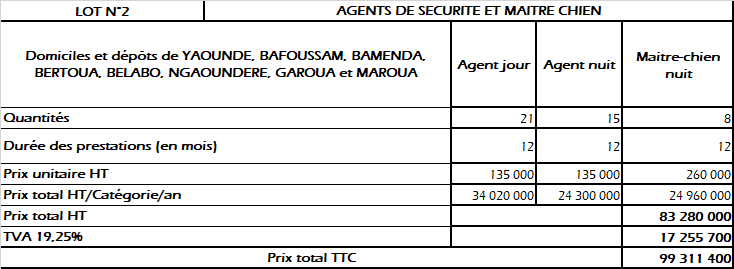 LOT N°2 AGENTS DE SECURITE ET MAITRE CHIEN
Domiciles et dépôts de YAOUNDE, BAFOUSSAM, BAMENDA,
BERTOUA, BELABO, NGAOUNDERE, GAROUA et MAROUA
Agent jour Agent nuit Maitre-chien
nuit
Quantités 21 15 8
Durée des prestations (en mois) 12 12 12
Prix unitaire HT 135 000 135 000 260 000
Prix total HT/Catégorie/an 34 020 000 24 300 000 24 960 000
Prix total HT 83 280 000
TVA 19,25% 17 255 700
Prix total TTC 99 311 400